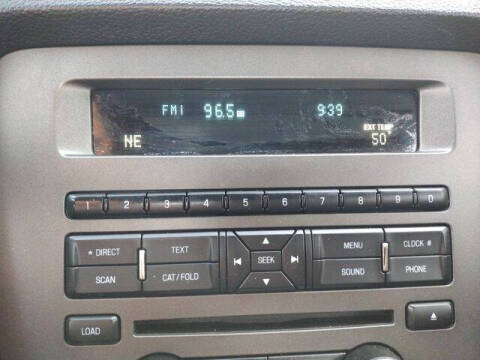 FM1 96.5 9:39
NE EXT TEMP 50
1 2 3 4 5 6 7 8 9 0
* DIRECT TEXT SEEK MENU CLOCK #
SCAN CAT/FOLD SOUND PHONE
LOAD